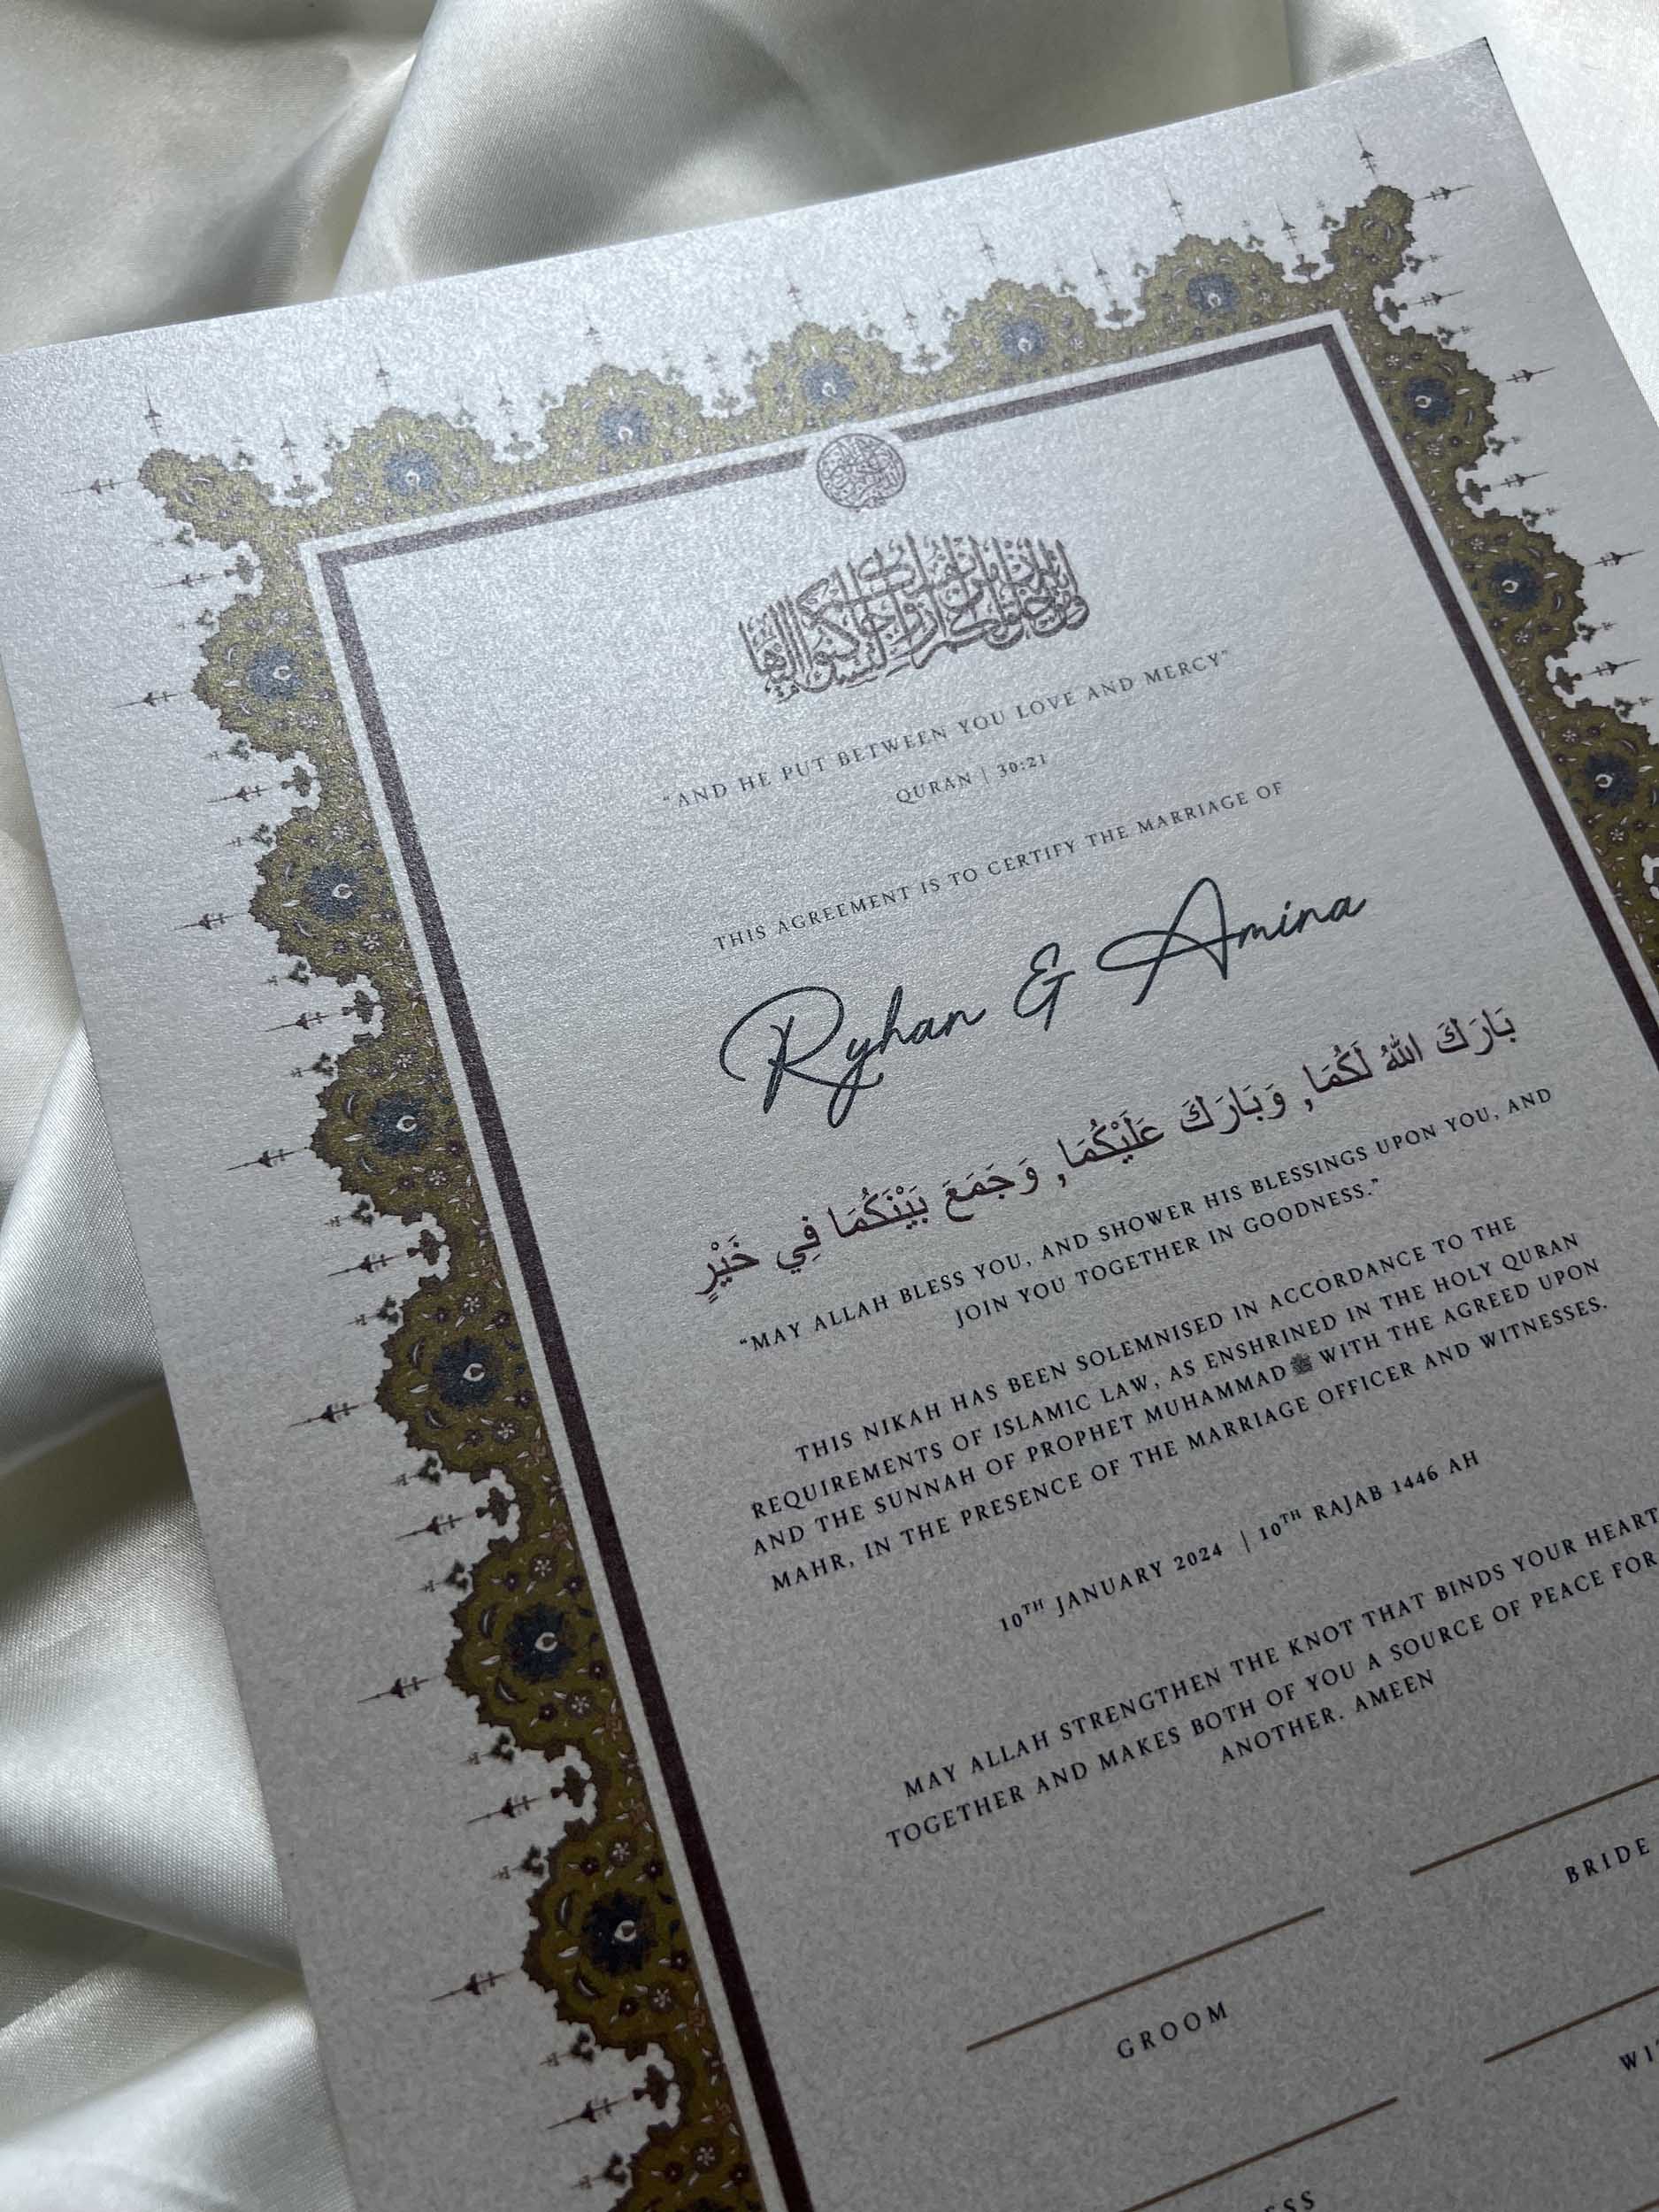 "AND HE PUT BETWEEN YOU LOVE AND MERCY"
QURAN | 30:21
THIS AGREEMENT IS TO CERTIFY THE MARRIAGE OF
Ryhan & Amina
بَارَكَ اللهُ لَكُمَا, وَبَارَكَ عَلَيْكُمَا, وَجَمَعَ بَيْنَكُمَا فِي خَيْرٍ
"MAY ALLAH BLESS YOU, AND SHOWER HIS BLESSINGS UPON YOU, AND
JOIN YOU TOGETHER IN GOODNESS."
THIS NIKAH HAS BEEN SOLEMNISED IN ACCORDANCE TO THE
REQUIREMENTS OF ISLAMIC LAW, AS ENSHRINED IN THE HOLY QURAN
AND THE SUNNAH OF PROPHET MUHAMMAD ﷺ WITH THE AGREED UPON
MAHR, IN THE PRESENCE OF THE MARRIAGE OFFICER AND WITNESSES.
10TH JANUARY 2024 | 10TH RAJAB 1446 AH
MAY ALLAH STRENGTHEN THE KNOT THAT BINDS YOUR HEART
TOGETHER AND MAKES BOTH OF YOU A SOURCE OF PEACE FOR
ANOTHER. AMEEN
BRIDE
GROOM